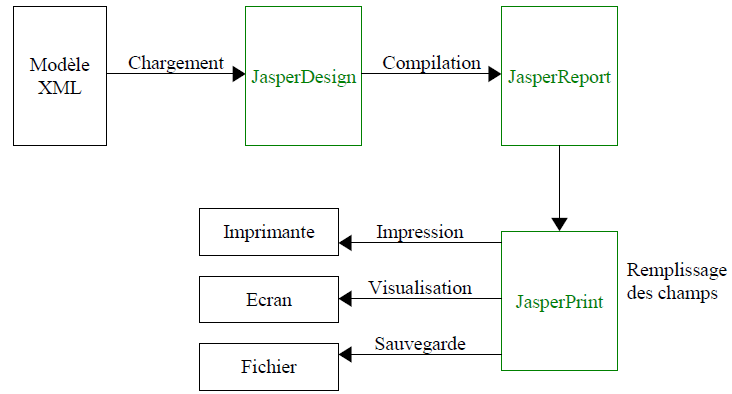 Modèle
XML
Chargement
JasperDesign
Compilation
JasperReport
Imprimante
Impression
Ecran
Visualisation
Fichier
Sauvegarde
JasperPrint
Remplissage
des champs